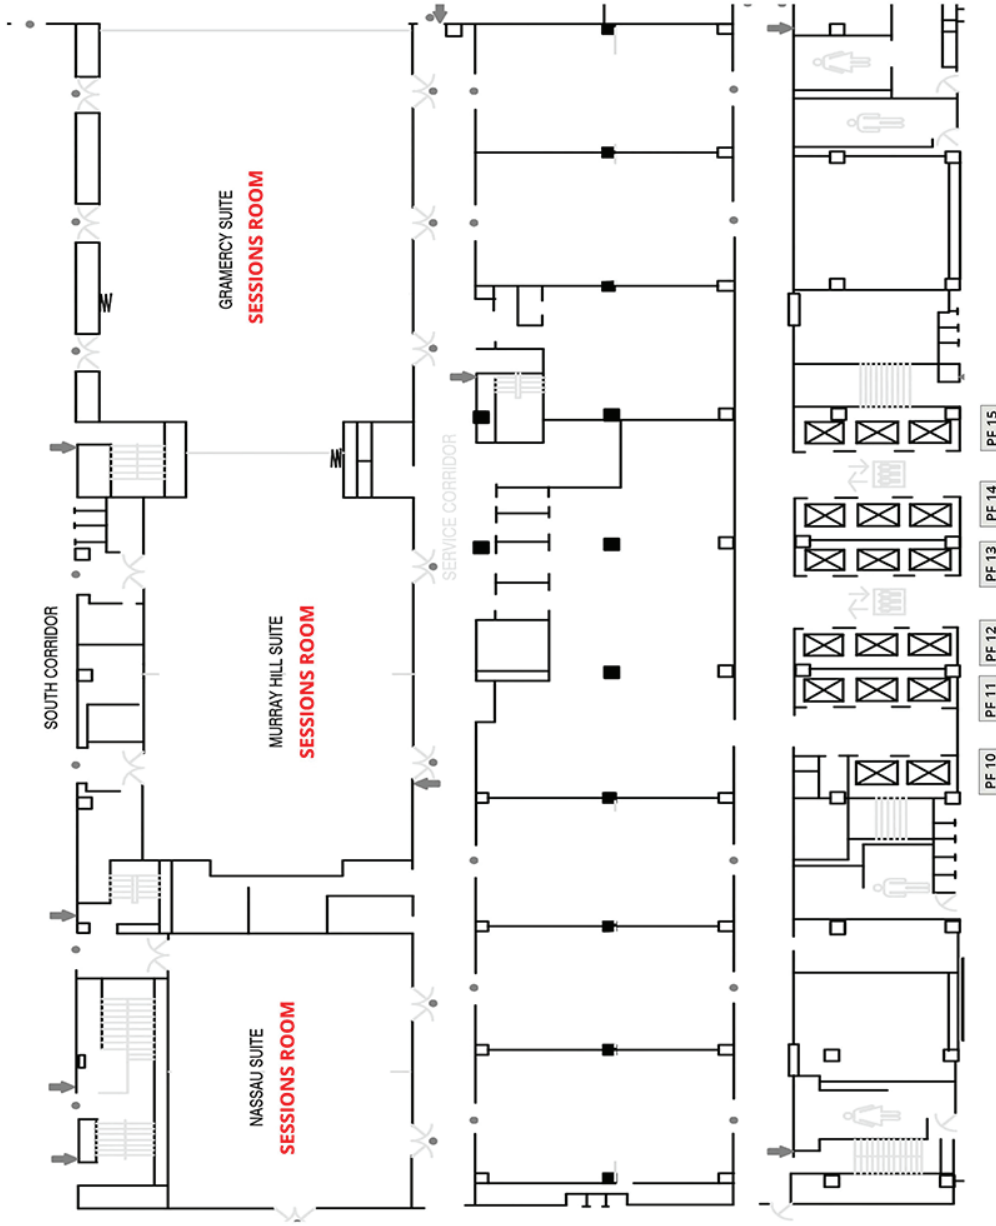 GRAMERCY SUITE
SESSIONS ROOM
SERVICE CORRIDOR
SOUTH CORRIDOR
MURRAY HILL SUITE
SESSIONS ROOM
NASSAU SUITE
SESSIONS ROOM
PF 15
PF 14
PF 13
PF 12
PF 11
PF 10